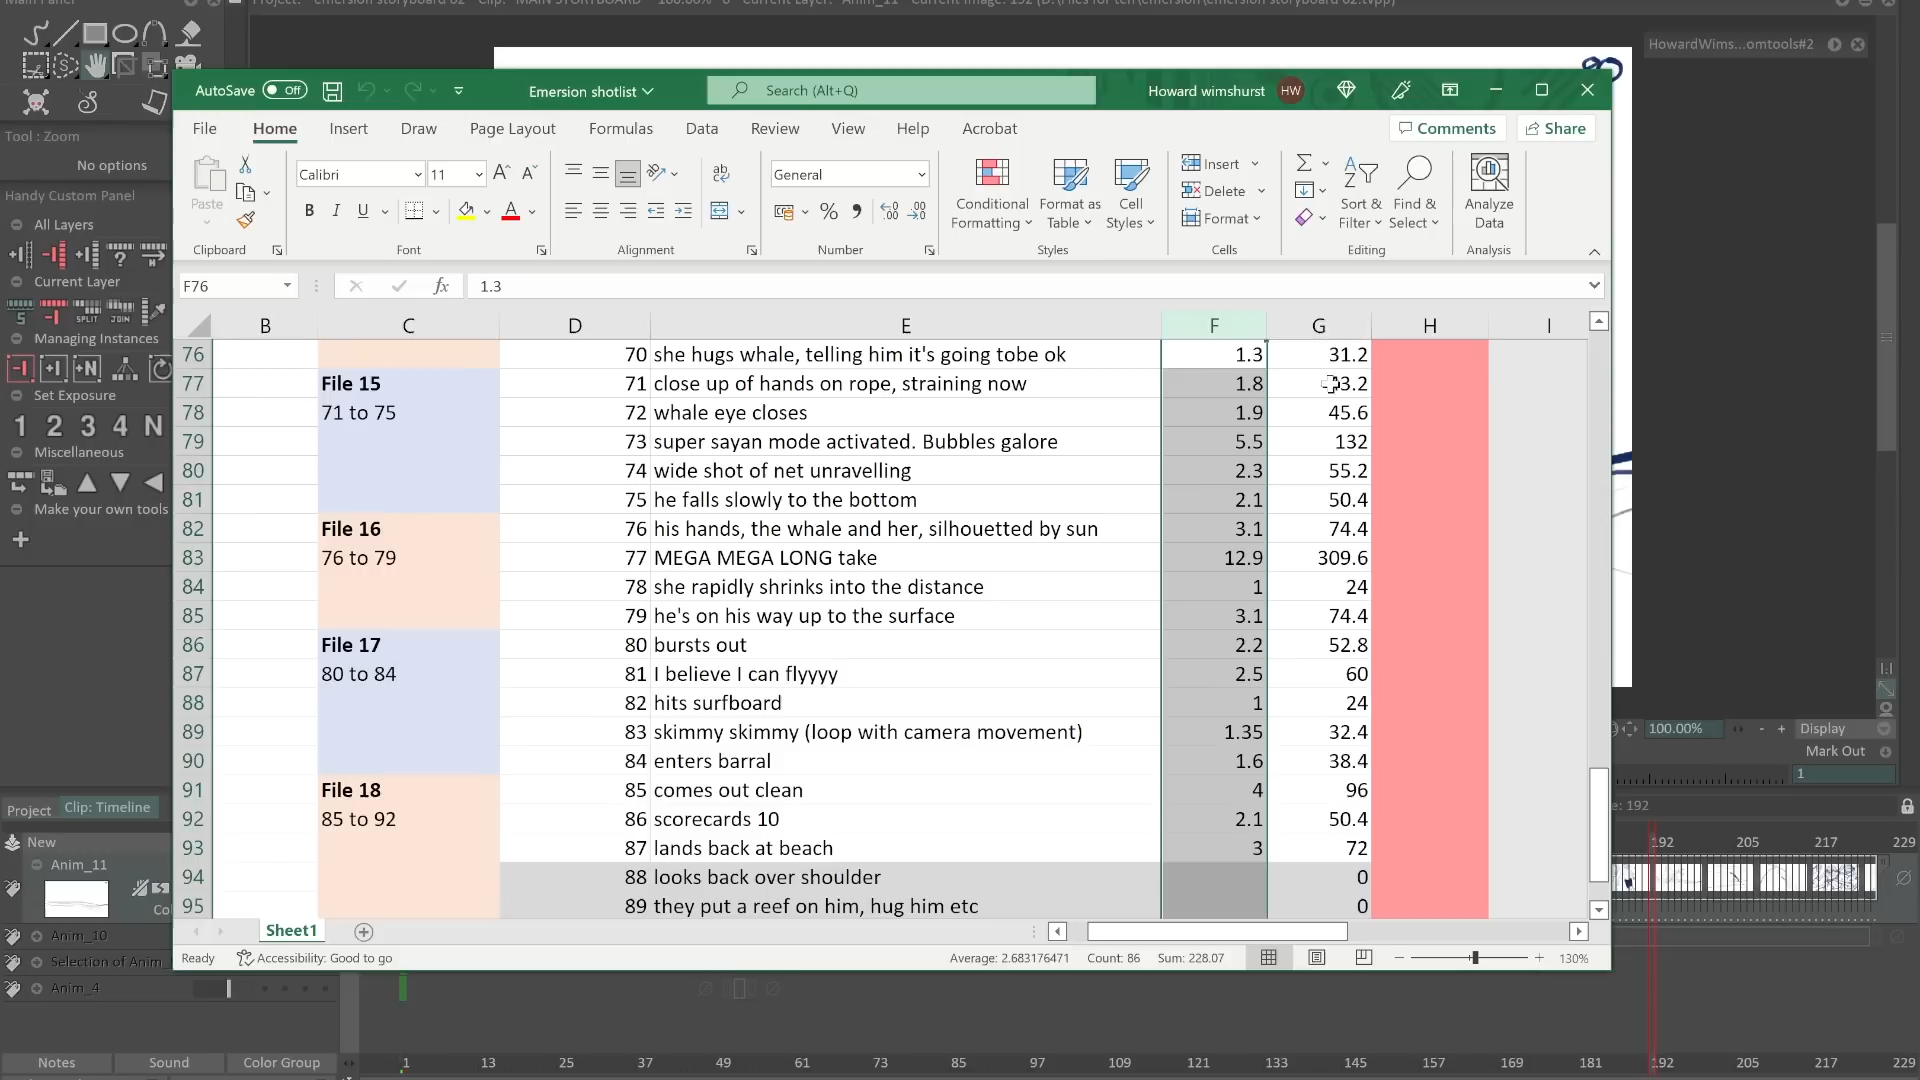 HowardWims...omtools#2
Tool : Zoom
No options
Handy Custom Panel
All Layers
Current Layer
SPLIT JOIN
Managing Instances
Set Exposure
1 2 3 4 N
Miscellaneous
Make your own tools
AutoSave Off
Emersion shotlist
Search (Alt+Q)
Howard wimshurst HW
File Home Insert Draw Page Layout Formulas Data Review View Help Acrobat
Comments Share
Paste
Calibri 11
General
B I U
Conditional Formatting
Format as Table
Cell Styles
Insert
Delete
Format
Sort & Filter
Find & Select
Analyze Data
Clipboard Font Alignment Number Styles Cells Editing Analysis
F76 fx 1.3
B C D E F G H I
76 70 she hugs whale, telling him it's going tobe ok 1.3 31.2
77 File 15 71 close up of hands on rope, straining now 1.8 3.2
78 71 to 75 72 whale eye closes 1.9 45.6
79 73 super sayan mode activated. Bubbles galore 5.5 132
80 74 wide shot of net unravelling 2.3 55.2
81 75 he falls slowly to the bottom 2.1 50.4
82 File 16 76 his hands, the whale and her, silhouetted by sun 3.1 74.4
83 76 to 79 77 MEGA MEGA LONG take 12.9 309.6
84 78 she rapidly shrinks into the distance 1 24
85 79 he's on his way up to the surface 3.1 74.4
86 File 17 80 bursts out 2.2 52.8
87 80 to 84 81 I believe I can flyyyy 2.5 60
88 82 hits surfboard 1 24
89 83 skimmy skimmy (loop with camera movement) 1.35 32.4
90 84 enters barral 1.6 38.4
91 File 18 85 comes out clean 4 96
92 85 to 92 86 scorecards 10 2.1 50.4
93 87 lands back at beach 3 72
94 88 looks back over shoulder 0
95 89 they put a reef on him, hug him etc 0
Sheet1
Ready Accessibility: Good to go Average: 2.683176471 Count: 86 Sum: 228.07 130%
100.00% Display
Mark Out
1
Project Clip: Timeline
: 192
New
Anim_11
Anim_10
Selection of Anim_
Anim_4
192 205 217 229
Notes Sound Color Group
1 13 25 37 49 61 73 85 97 109 121 133 145 157 169 181 192 205 217 229